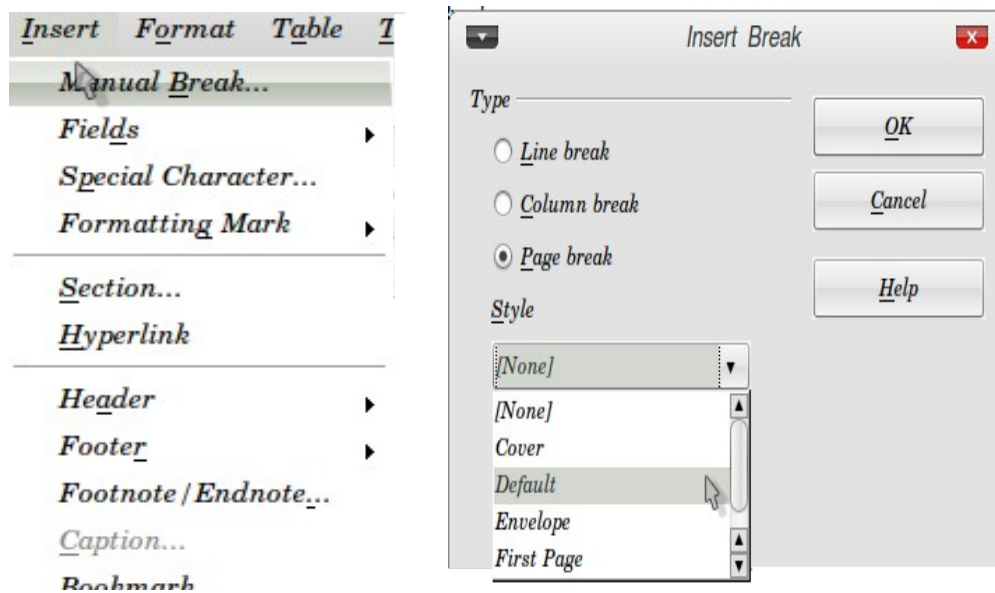 Insert Format Table T
Manual Break...
Fields
Special Character...
Formatting Mark
Section...
Hyperlink
Header
Footer
Footnote/Endnote...
Caption...
Bookmark
Insert Break
Type
Line break
Column break
Page break
Style
[None]
[None]
Cover
Default
Envelope
First Page
OK
Cancel
Help